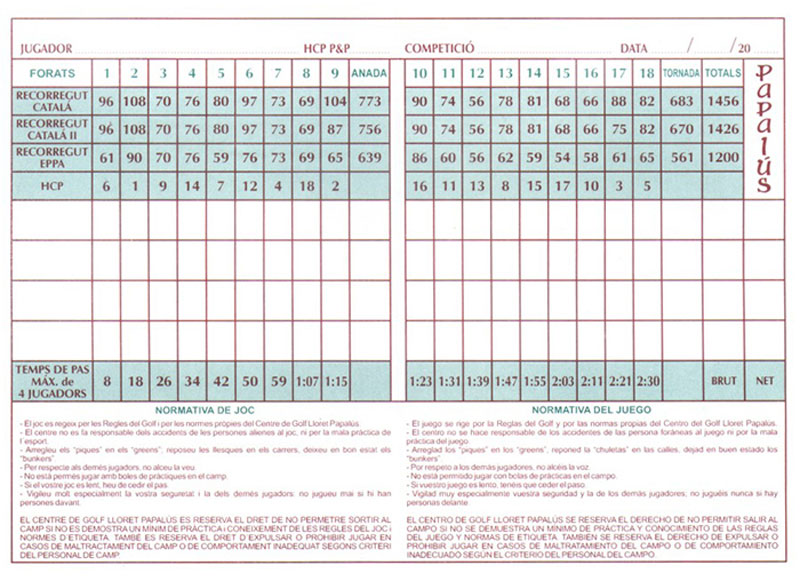 JUGADOR HCP P&P COMPETICIÓ DATA / / 20
PAPALÚS
FORATS 1 2 3 4 5 6 7 8 9 ANADA 10 11 12 13 14 15 16 17 18 TORNADA TOTALS
RECORREGUT CATALÀ 96 108 70 76 80 97 73 69 104 773 90 74 56 78 81 68 66 88 82 683 1456
RECORREGUT CATALÀ II 96 108 70 76 80 97 73 69 87 756 90 74 56 78 81 68 66 75 82 670 1426
RECORREGUT EPPA 61 90 70 76 59 76 73 69 65 639 86 60 56 62 59 54 58 61 65 561 1200
HCP 6 1 9 14 7 12 4 18 2 16 11 13 8 15 17 10 3 5
TEMPS DE PAS MÀX. de 4 JUGADORS 8 18 26 34 42 50 59 1:07 1:15 1:23 1:31 1:39 1:47 1:55 2:03 2:11 2:21 2:30 BRUT NET
NORMATIVA DE JOC
- El joc es regeix per les Regles del Golf i per les normes pròpies del Centre de Golf Lloret Papalús.
- El centre no es fa responsable dels accidents de les persones alienes al joc, ni per la mala pràctica de
l'esport.
- Arregleu els "piques" en els "greens", reposeu les llesques en els carrers, deixeu en bon estat els
"bunkers"
- Per respecte als demés jugadors, no alceu la veu.
- No està permès jugar amb boles de pràctiques en el camp.
- Si el vostre joc es lent, heu de cedir el pas.
- Vigileu molt especialment la vostra seguretat i la dels demés jugadors: no jugueu mai si hi han
persones davant.
EL CENTRE DE GOLF LLORET PAPALÚS ES RESERVA EL DRET DE NO PERMETRE SORTIR AL
CAMP SI NO ES DEMOSTRA UN MÍNIM DE PRÀCTICA i CONEIXEMENT DE LES REGLES DEL JOC i
NORMES D'ETIQUETA. TAMBÉ ES RESERVA EL DRET D'EXPULSAR O PROHIBIR JUGAR EN
CASOS DE MALTRACTAMENT DEL CAMP O DE COMPORTAMENT INADEQUAT SEGONS CRITERI
DEL PERSONAL DE CAMP.
NORMATIVA DEL JUEGO
- El juego se rige por la Reglas del Golf y por las normas propias del Centro del Golf Lloret Papalús.
- El centro no se hace responsable de los accidentes de las persona foráneas al juego ni por la mala
práctica del juego.
- Arreglad los "piques" en los "greens", reponed la "chuletas" en las calles, dejad en buen estado los
"bunkers".
- Por respeto a los demás jugadores, no alcéis la voz.
- No está permitido jugar con bolas de prácticas en el campo.
- Si vuestro juego es lento, tenéis que ceder el paso.
- Vigilad muy especialmente vuestra seguridad y la de los demás jugadores; no juguéis nunca si hay
personas delante.
EL CENTRO DE GOLF LLORET PAPALÚS SE RESERVA EL DERECHO DE NO PERMITIR SALIR AL
CAMPO SI NO SE DEMUESTRA UN MÍNIMO DE PRÁCTICA Y CONOCIMIENTO DE LAS REGLAS
DEL JUEGO Y NORMAS DE ETIQUETA. TAMBIEN SE RESERVA EL DERECHO DE EXPULSAR O
PROHIBIR JUGAR EN CASOS DE MALTRATAMIENTO DEL CAMPO O DE COMPORTAMIENTO
INADECUADO SEGÚN EL CRITERIO DEL PERSONAL DEL CAMPO.